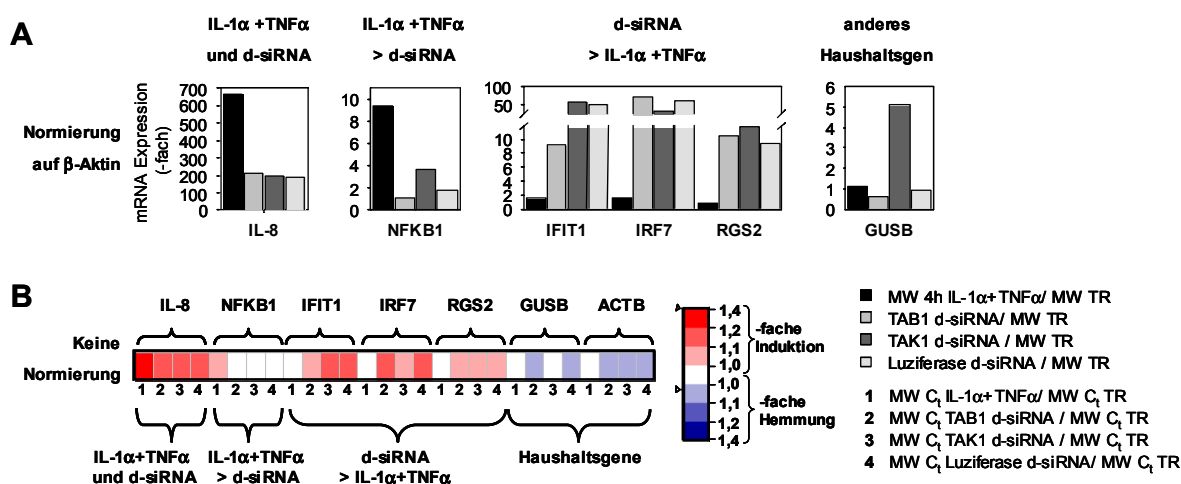 A
IL-1α +TNFα
und d-siRNA
IL-1α +TNFα
> d-siRNA
d-siRNA
> IL-1α +TNFα
anderes
Haushaltsgen
Normierung
auf β-Aktin
mRNA Expression
(-fach)
700
600
500
400
300
200
100
0
IL-8
10
8
6
4
2
0
NFKB1
100
50
10
8
6
4
2
0
IFIT1 IRF7 RGS2
6
5
4
3
2
1
0
GUSB
B
IL-8 NFKB1 IFIT1 IRF7 RGS2 GUSB ACTB
Keine
Normierung
1 2 3 4 1 2 3 4 1 2 3 4 1 2 3 4 1 2 3 4 1 2 3 4 1 2 3 4
IL-1α+TNFα
und d-siRNA
IL-1α+TNFα
> d-siRNA
d-siRNA
> IL-1α+TNFα
Haushaltsgene
1,4
1,2
1,1
1,0
1,0
1,1
1,2
1,4
-fache
Induktion
-fache
Hemmung
MW 4h IL-1α+TNFα/ MW TR
TAB1 d-siRNA/ MW TR
TAK1 d-siRNA / MW TR
Luziferase d-siRNA / MW TR
1 MW Ct IL-1α+TNFα/ MW Ct TR
2 MW Ct TAB1 d-siRNA / MW Ct TR
3 MW Ct TAK1 d-siRNA / MW Ct TR
4 MW Ct Luziferase d-siRNA/ MW Ct TR